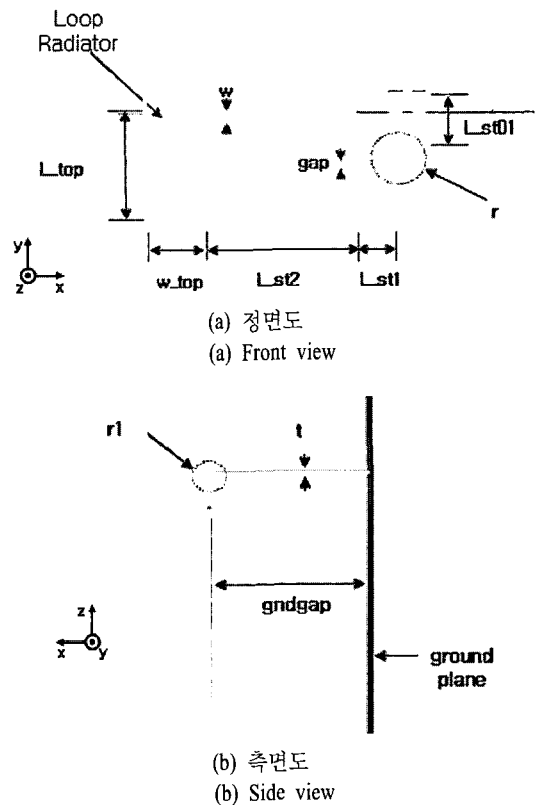 Loop
Radiator
w
L_st01
L_top
gap
r
y
z
x
w_top
L_st2
L_st1
(a) 정면도
(a) Front view
r1
t
gndgap
z
x
y
ground
plane
(b) 측면도
(b) Side view